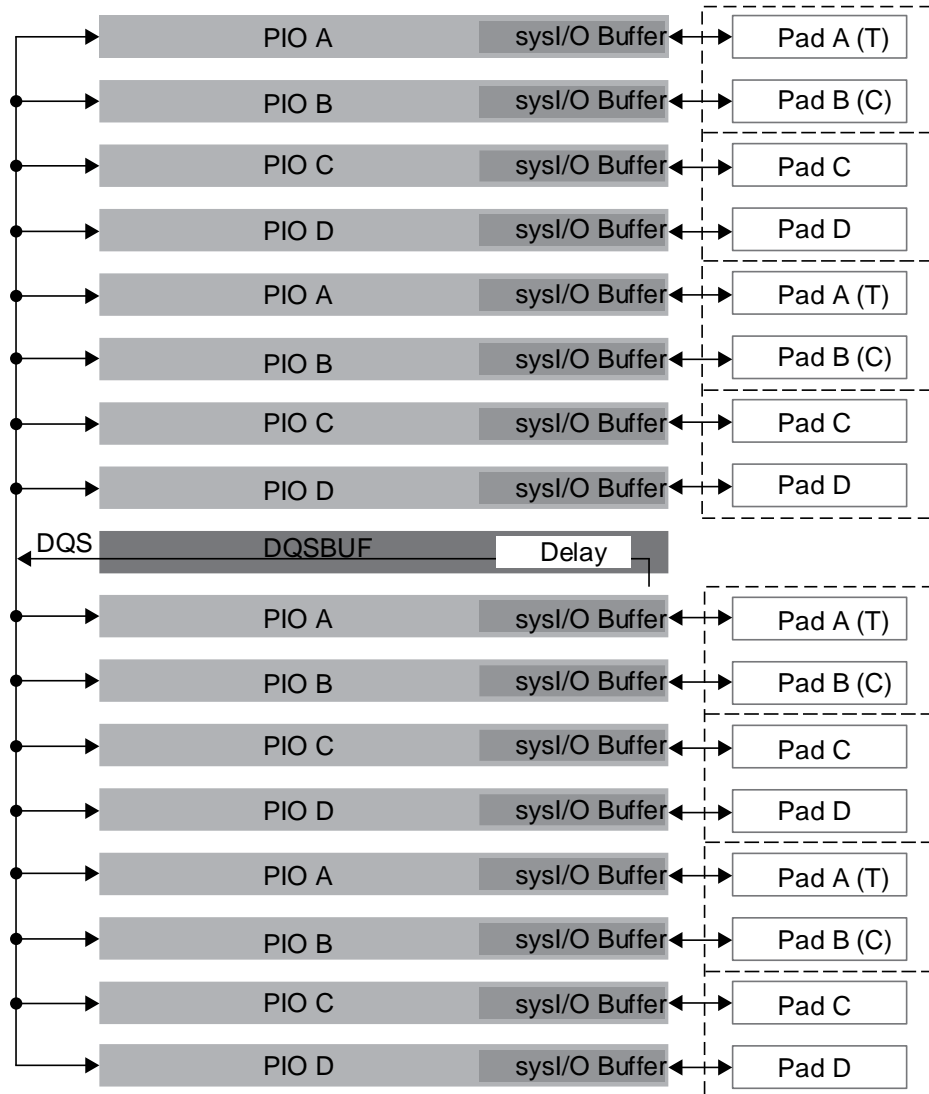 PIO A sysI/O Buffer Pad A (T)
PIO B sysI/O Buffer Pad B (C)
PIO C sysI/O Buffer Pad C
PIO D sysI/O Buffer Pad D
PIO A sysI/O Buffer Pad A (T)
PIO B sysI/O Buffer Pad B (C)
PIO C sysI/O Buffer Pad C
PIO D sysI/O Buffer Pad D
DQS DQSBUF Delay
PIO A sysI/O Buffer Pad A (T)
PIO B sysI/O Buffer Pad B (C)
PIO C sysI/O Buffer Pad C
PIO D sysI/O Buffer Pad D
PIO A sysI/O Buffer Pad A (T)
PIO B sysI/O Buffer Pad B (C)
PIO C sysI/O Buffer Pad C
PIO D sysI/O Buffer Pad D